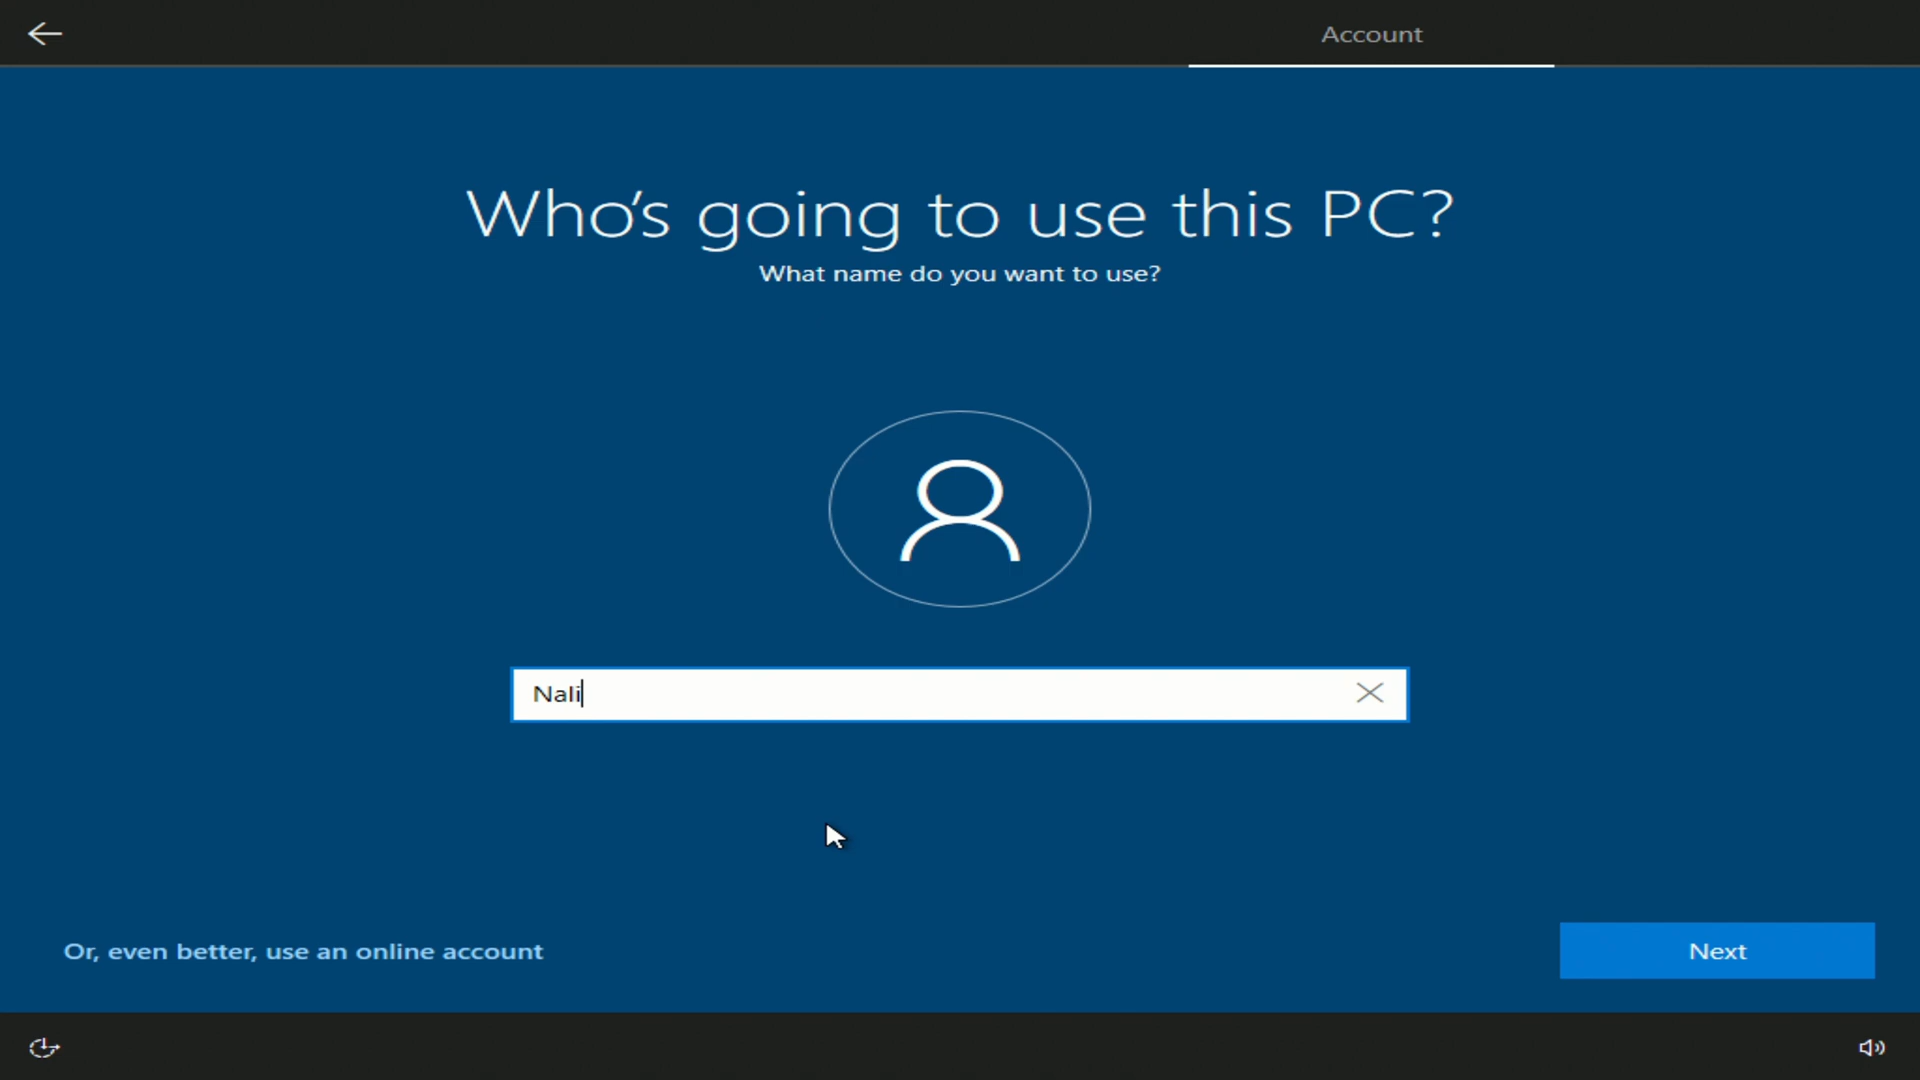 Account
Who's going to use this PC?
What name do you want to use?
Nali
Or, even better, use an online account
Next